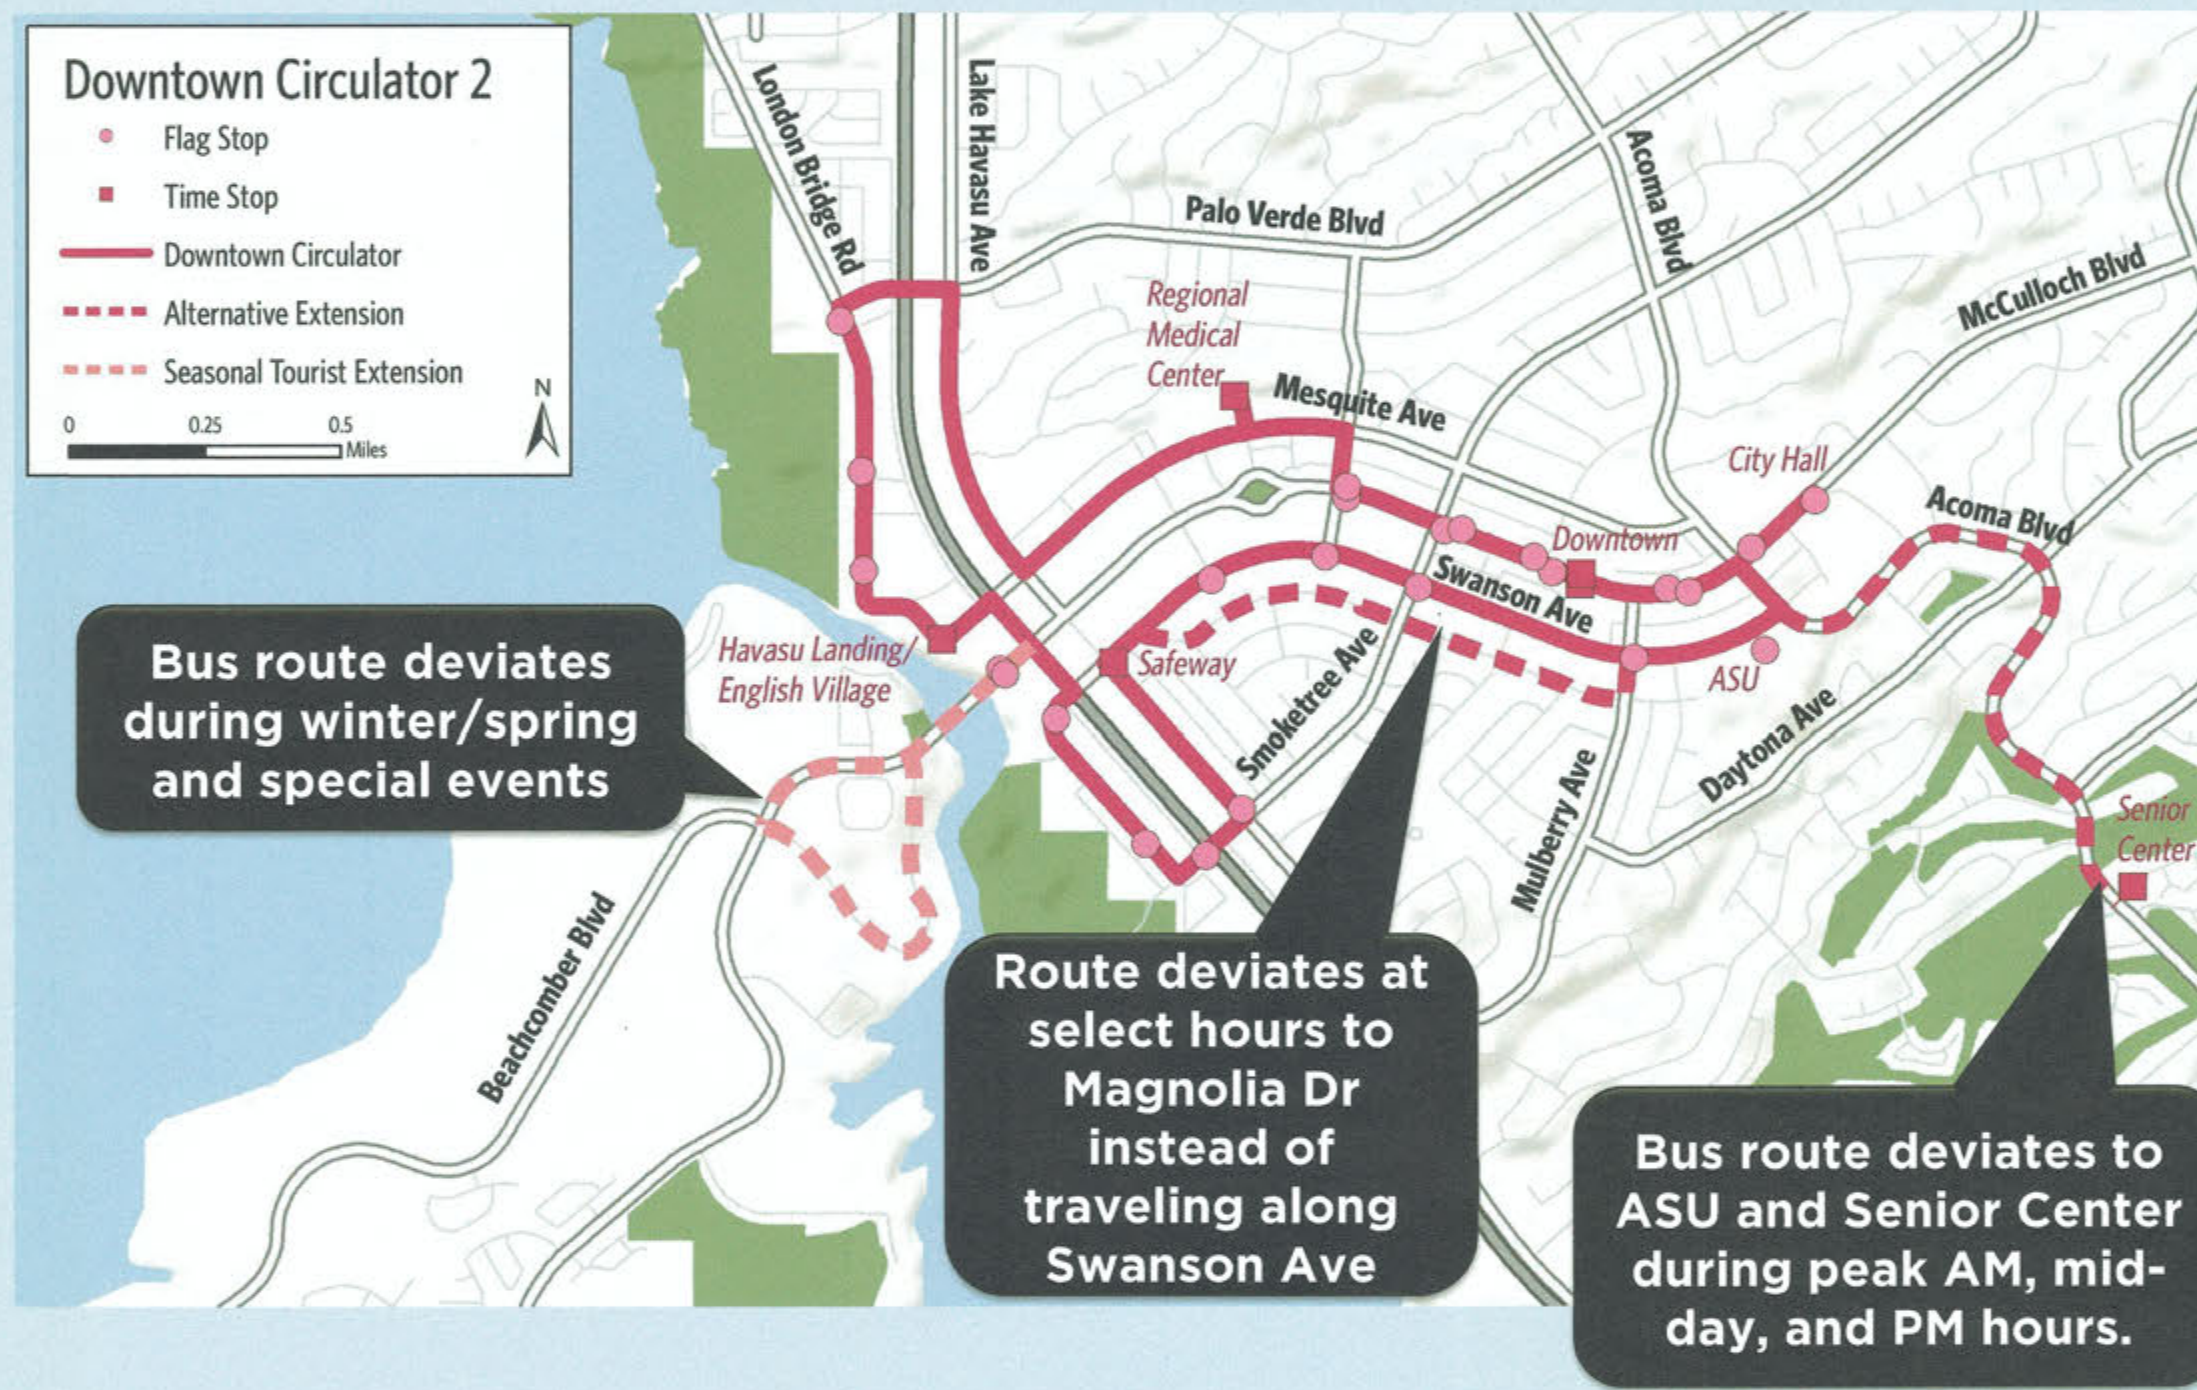 Downtown Circulator 2
Flag Stop
Time Stop
Downtown Circulator
Alternative Extension
Seasonal Tourist Extension
N
0 0.25 0.5
Miles
London Bridge Rd
Lake Havasu Ave
Palo Verde Blvd
Acoma Blvd
McCulloch Blvd
Regional
Medical
Center
Mesquite Ave
City Hall
Acoma Blvd
Downtown
Swanson Ave
Havasu Landing/
English Village
Safeway
Smoketree Ave
ASU
Mulberry Ave
Daytona Ave
Senior
Center
Beachcomber Blvd
Bus route deviates
during winter/spring
and special events
Route deviates at
select hours to
Magnolia Dr
instead of
traveling along
Swanson Ave
Bus route deviates to
ASU and Senior Center
during peak AM, mid-
day, and PM hours.